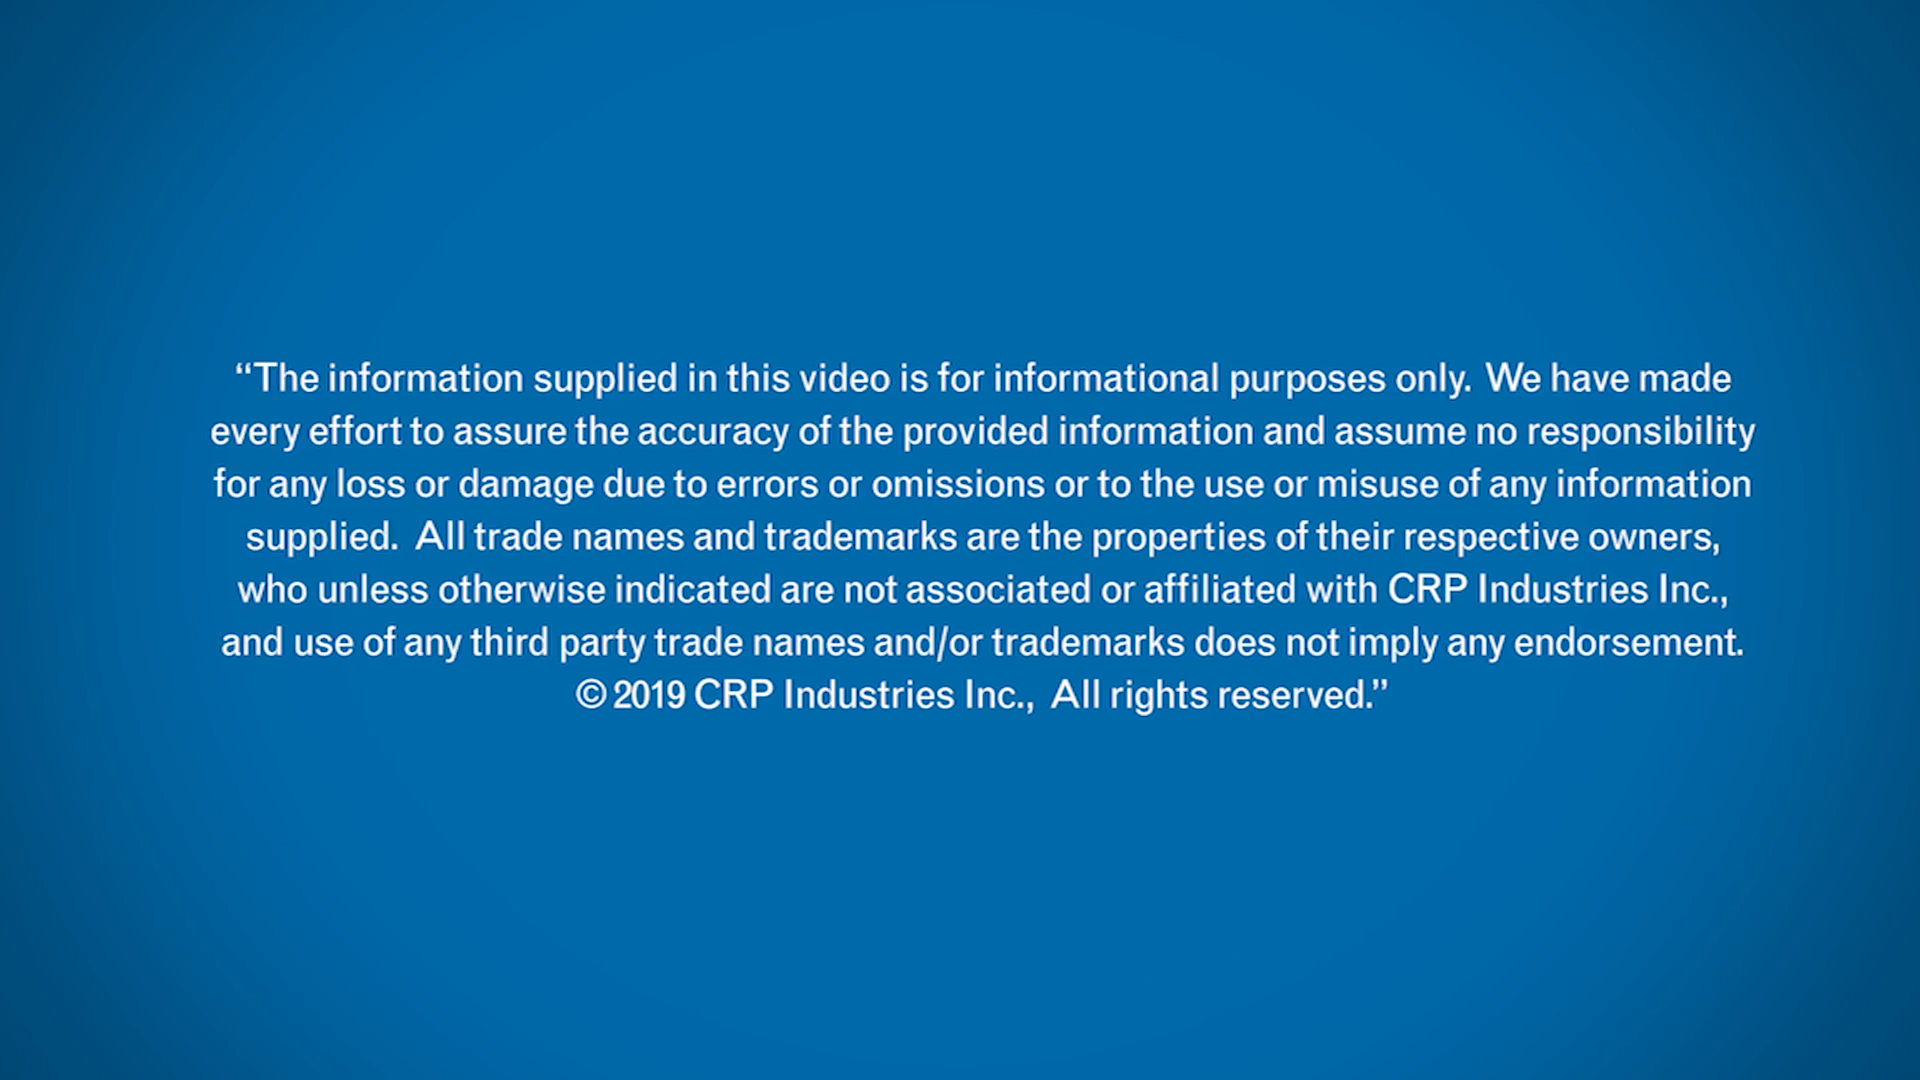 “The information supplied in this video is for informational purposes only.  We have made
every effort to assure the accuracy of the provided information and assume no responsibility
for any loss or damage due to errors or omissions or to the use or misuse of any information
supplied.  All trade names and trademarks are the properties of their respective owners,
who unless otherwise indicated are not associated or affiliated with CRP Industries Inc.,
and use of any third party trade names and/or trademarks does not imply any endorsement.
© 2019 CRP Industries Inc.,  All rights reserved.”